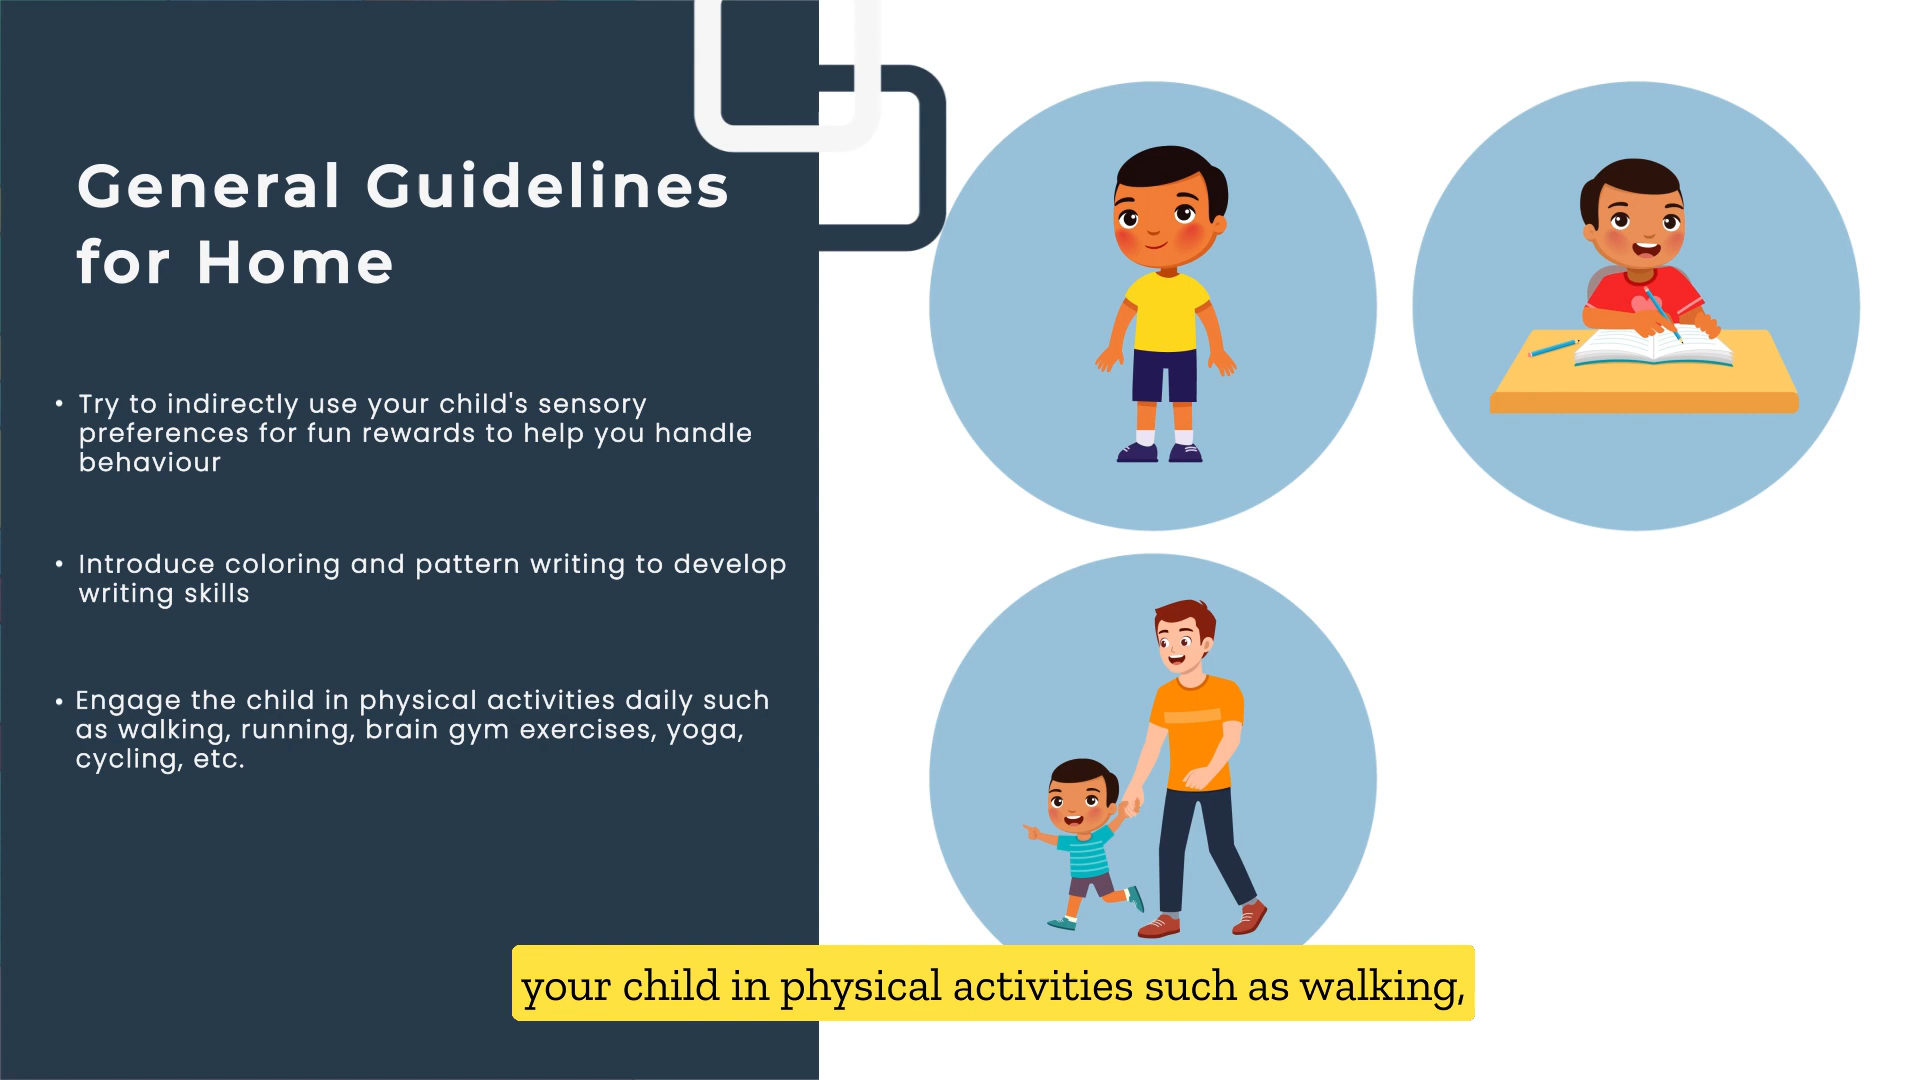 General Guidelines
for Home
• Try to indirectly use your child's sensory
preferences for fun rewards to help you handle
behaviour
• Introduce coloring and pattern writing to develop
writing skills
• Engage the child in physical activities daily such
as walking, running, brain gym exercises, yoga,
cycling, etc.
your child in physical activities such as walking,